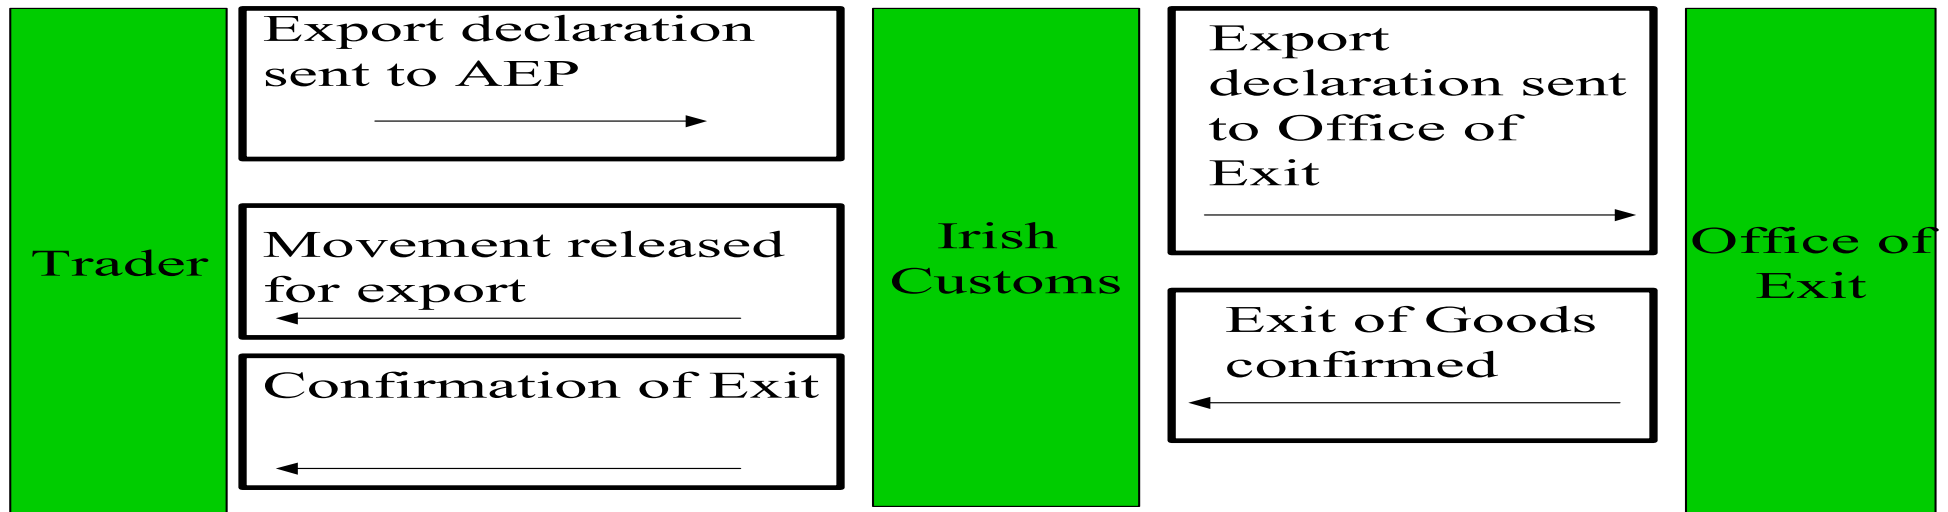 Trader
Export declaration
sent to AEP
Movement released
for export
Confirmation of Exit
Irish
Customs
Export
declaration sent
to Office of
Exit
Exit of Goods
confirmed
Office of
Exit